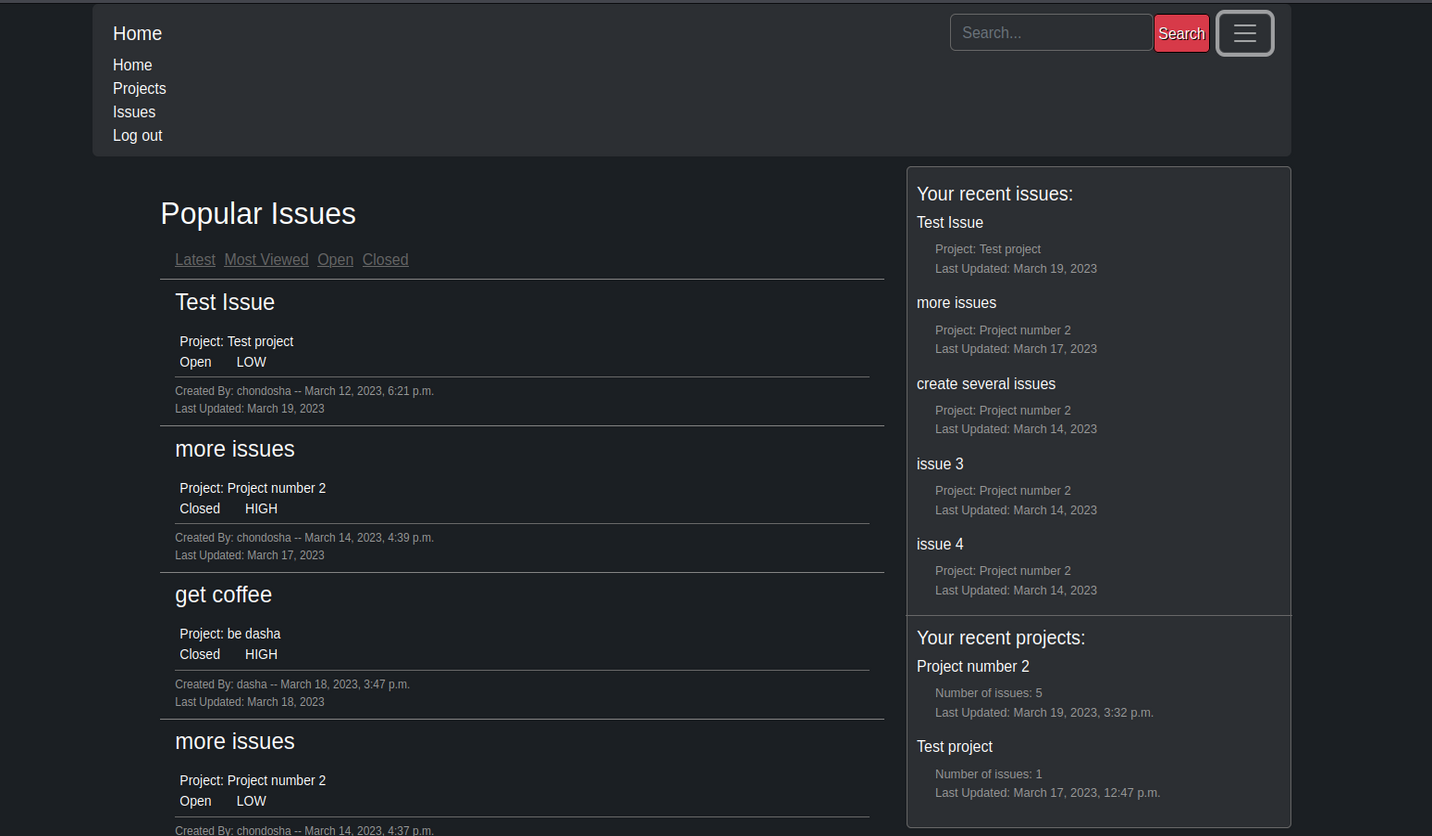 Home
Search...
Search
Home
Projects
Issues
Log out
Popular Issues
Latest Most Viewed Open Closed
Test Issue
Project: Test project
Open LOW
Created By: chondosha -- March 12, 2023, 6:21 p.m.
Last Updated: March 19, 2023
more issues
Project: Project number 2
Closed HIGH
Created By: chondosha -- March 14, 2023, 4:39 p.m.
Last Updated: March 17, 2023
get coffee
Project: be dasha
Closed HIGH
Created By: dasha -- March 18, 2023, 3:47 p.m.
Last Updated: March 18, 2023
more issues
Project: Project number 2
Open LOW
Created By: chondosha -- March 14, 2023, 4:37 p.m.
Your recent issues:
Test Issue
Project: Test project
Last Updated: March 19, 2023
more issues
Project: Project number 2
Last Updated: March 17, 2023
create several issues
Project: Project number 2
Last Updated: March 14, 2023
issue 3
Project: Project number 2
Last Updated: March 14, 2023
issue 4
Project: Project number 2
Last Updated: March 14, 2023
Your recent projects:
Project number 2
Number of issues: 5
Last Updated: March 19, 2023, 3:32 p.m.
Test project
Number of issues: 1
Last Updated: March 17, 2023, 12:47 p.m.